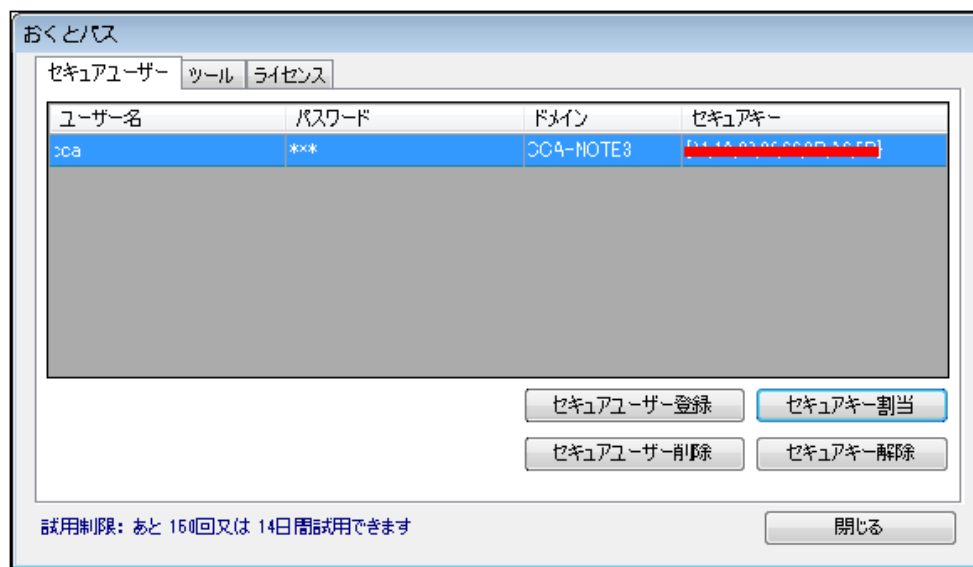 おくとパス
セキュアユーザー ツール ライセンス
ユーザー名 パスワード ドメイン セキュアキー
cca *** CCA-NOTE3
セキュアユーザー登録 セキュアキー割当
セキュアユーザー削除 セキュアキー解除
試用制限: あと 160回又は 14日間試用できます
閉じる